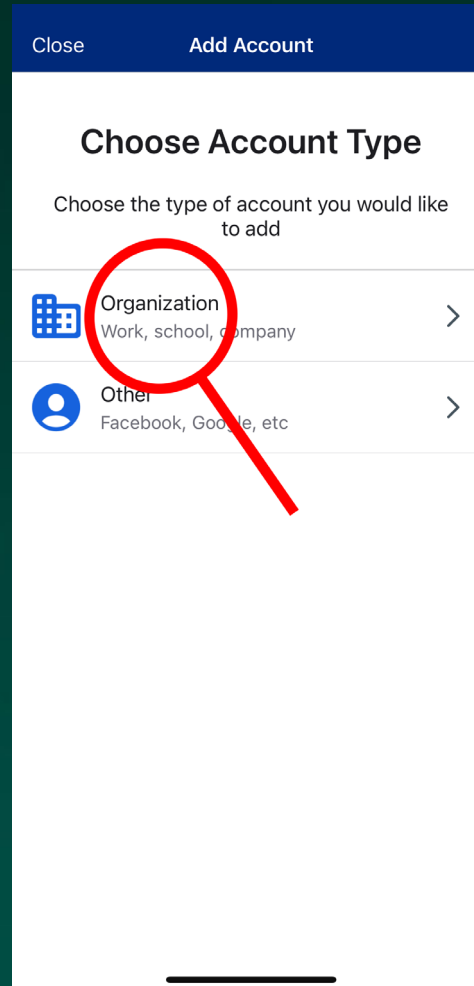 Close
Add Account
Choose Account Type
Choose the type of account you would like
to add
Organization
Work, school, company
Other
Facebook, Google, etc